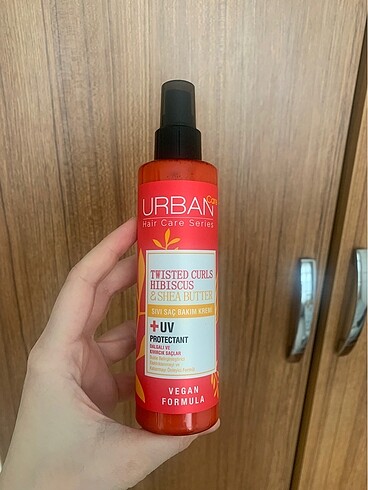 URBAN Care
Hair Care Series
TWISTED CURLS
HIBISCUS
& SHEA BUTTER
SIVI SAÇ BAKIM KREMİ
+UV
PROTECTANT
DALGALI VE
KIVIRCIK SAÇLAR
VEGAN
FORMULA